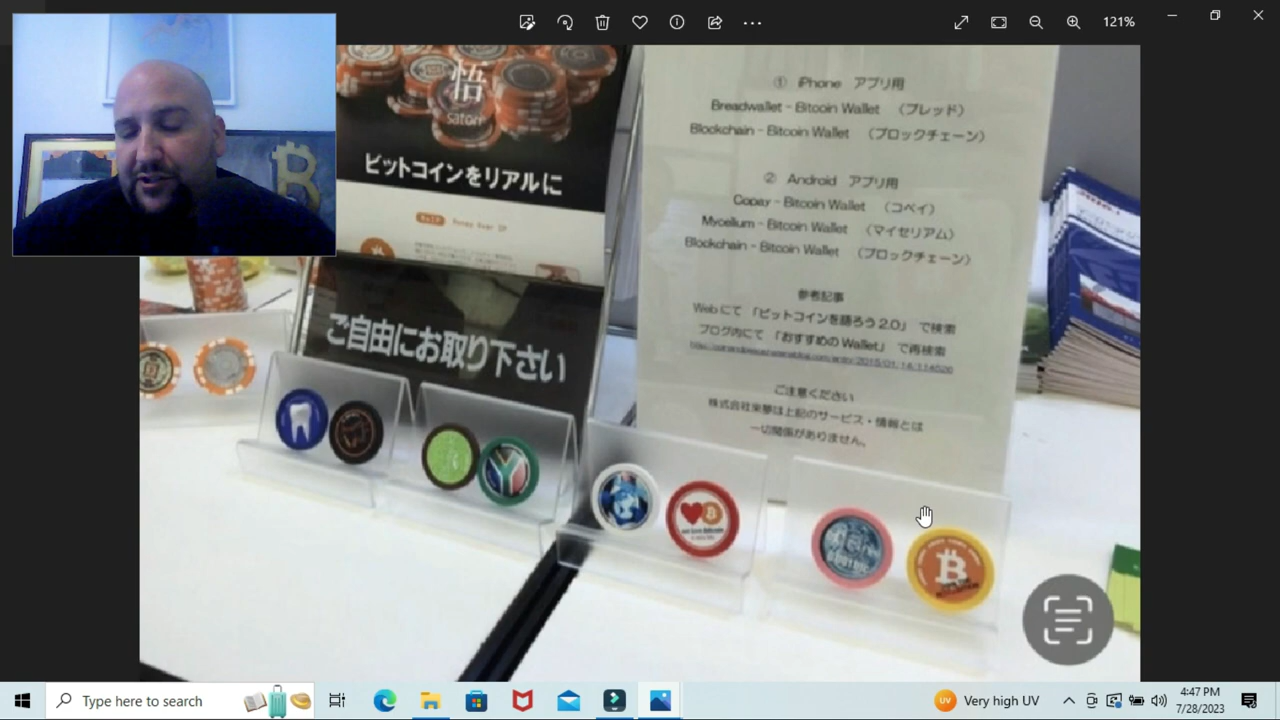 121%
悟
satori
ビットコインをリアルに
ご自由にお取り下さい
① iPhone アプリ用
Breadwallet - Bitcoin Wallet （ブレッド）
Blockchain - Bitcoin Wallet （ブロックチェーン）
② Android アプリ用
Copay - Bitcoin Wallet （コペイ）
Mycelium - Bitcoin Wallet （マイセリアム）
Blockchain - Bitcoin Wallet （ブロックチェーン）
参考記事
Webにて 「ビットコインを語ろう2.0」 で検索
ブログ内にて 「おすすめの Wallet」 で再検索
ご注意ください
株式会社来夢は上記のサービス・情報とは
一切関係がありません。
Type here to search
Very high UV
4:47 PM
7/28/2023